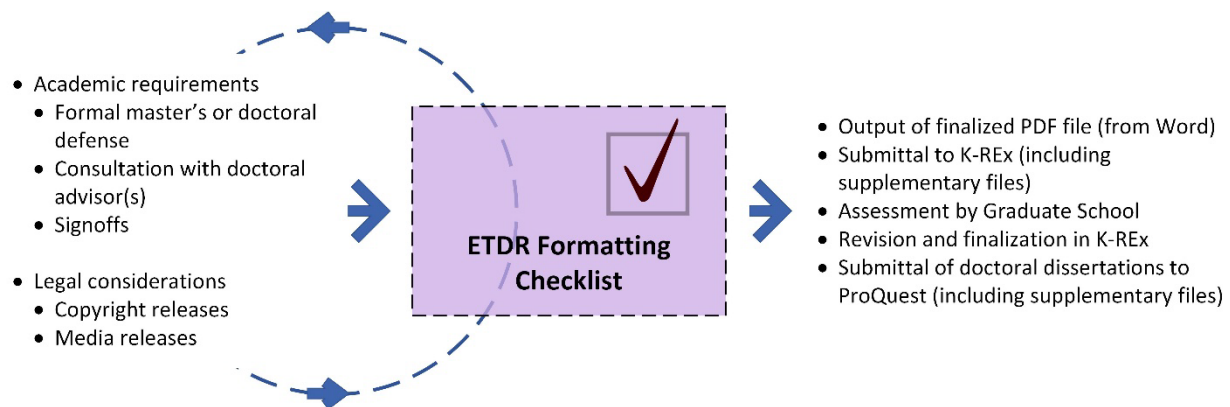 • Academic requirements
• Formal master’s or doctoral
defense
• Consultation with doctoral
advisor(s)
• Signoffs
• Legal considerations
• Copyright releases
• Media releases
ETDR Formatting
Checklist
• Output of finalized PDF file (from Word)
• Submittal to K-REx (including
supplementary files)
• Assessment by Graduate School
• Revision and finalization in K-REx
• Submittal of doctoral dissertations to
ProQuest (including supplementary files)